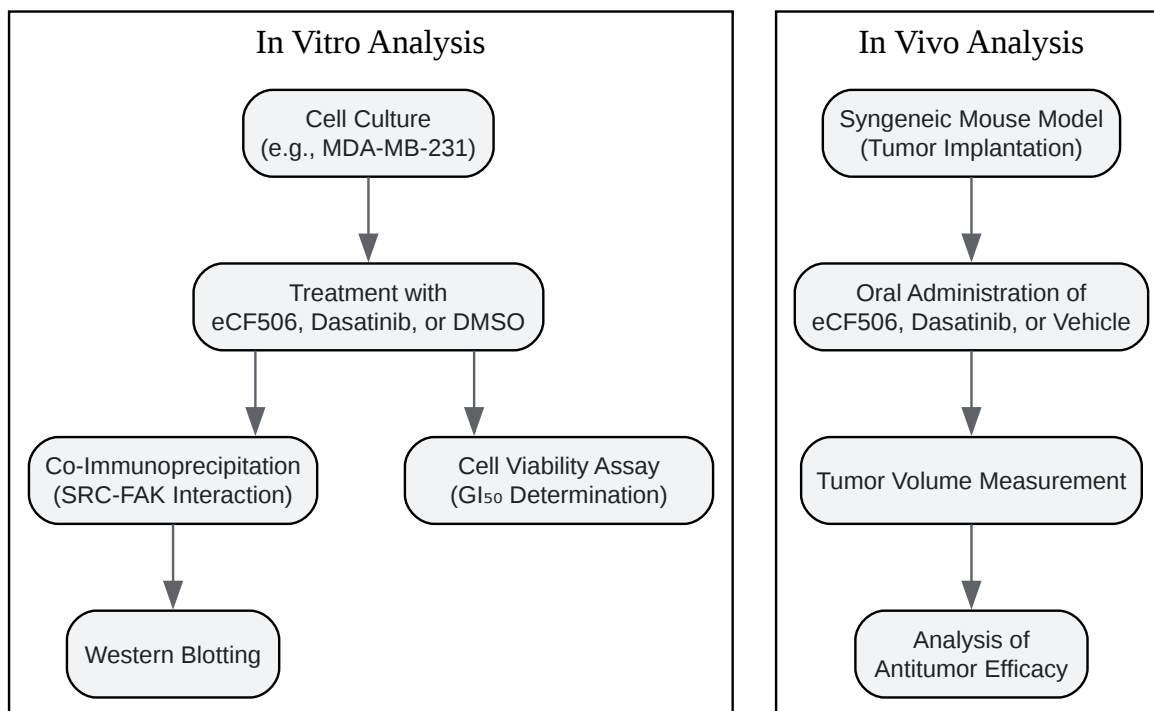 In Vitro Analysis
Cell Culture
(e.g., MDA-MB-231)
Treatment with
eCF506, Dasatinib, or DMSO
Co-Immunoprecipitation
(SRC-FAK Interaction)
Cell Viability Assay
(GI₅₀ Determination)
Western Blotting
In Vivo Analysis
Syngeneic Mouse Model
(Tumor Implantation)
Oral Administration of
eCF506, Dasatinib, or Vehicle
Tumor Volume Measurement
Analysis of
Antitumor Efficacy